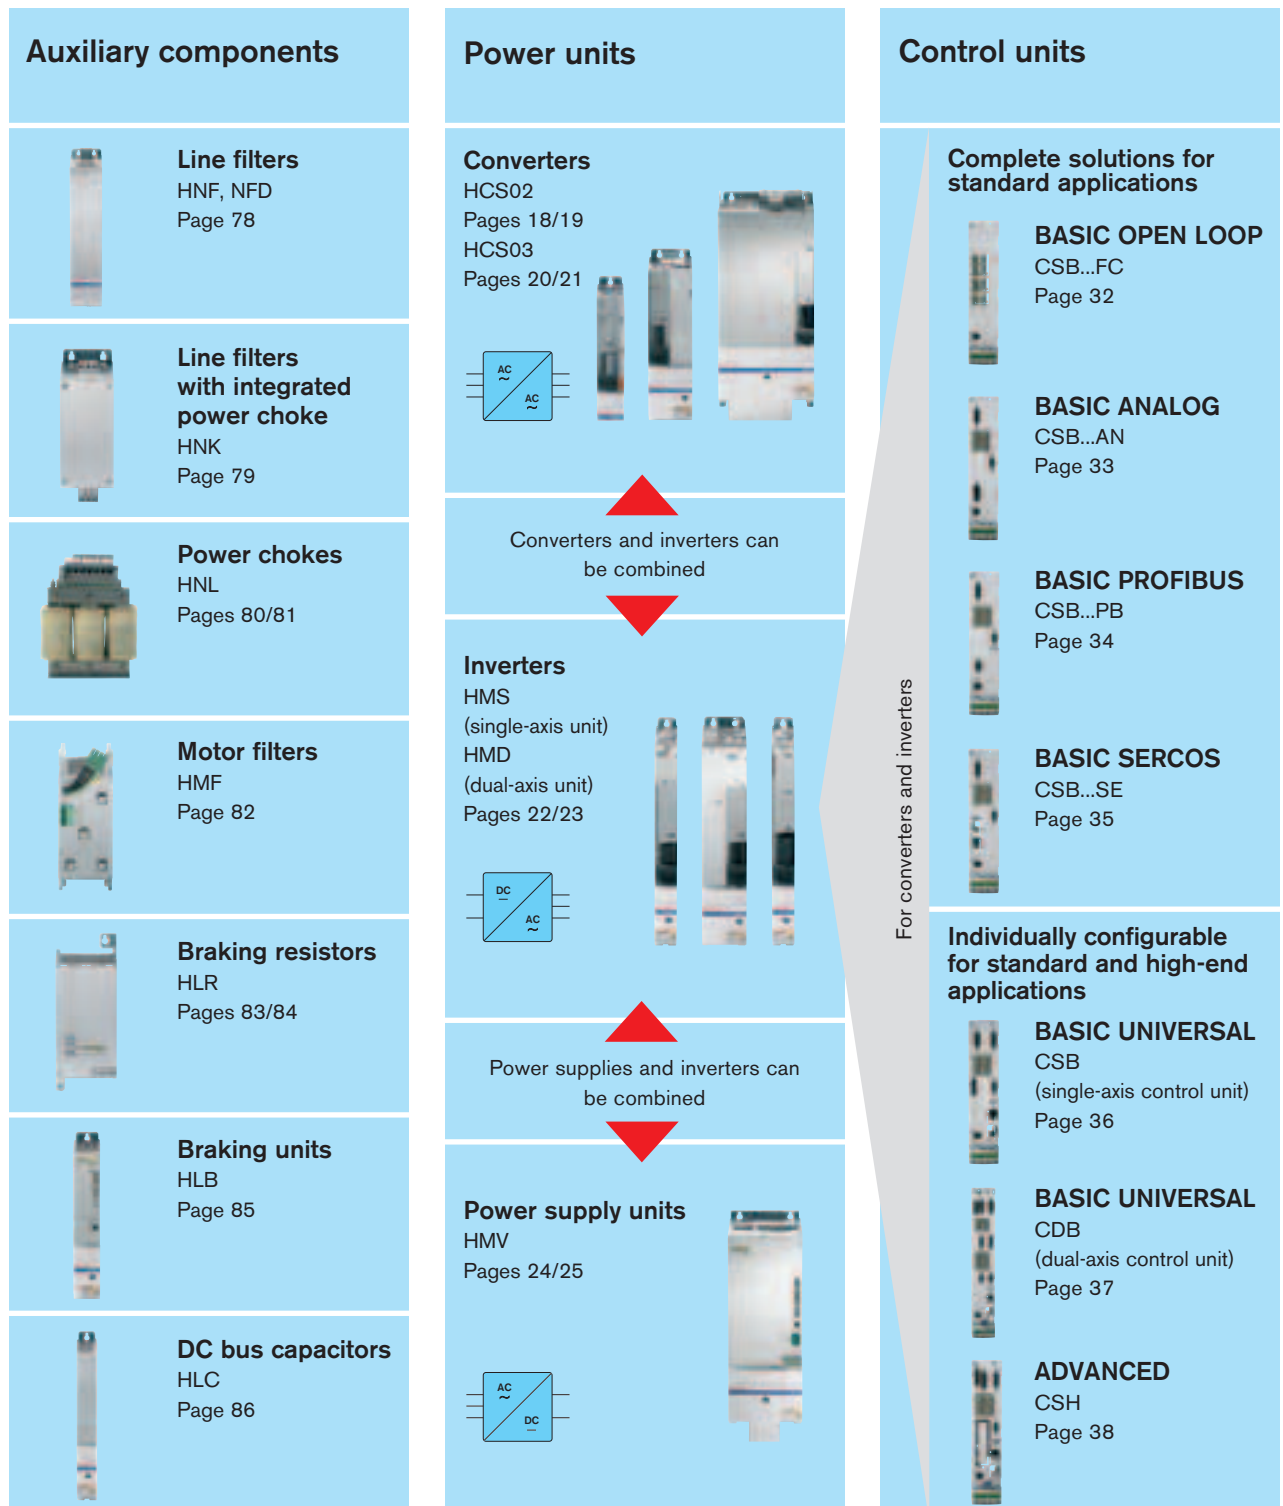 Auxiliary components
Line filters
HNF, NFD
Page 78
Line filters
with integrated
power choke
HNK
Page 79
Power chokes
HNL
Pages 80/81
Motor filters
HMF
Page 82
Braking resistors
HLR
Pages 83/84
Braking units
HLB
Page 85
DC bus capacitors
HLC
Page 86
Power units
Converters
HCS02
Pages 18/19
HCS03
Pages 20/21
AC
~
AC
~
Converters and inverters can
be combined
Inverters
HMS
(single-axis unit)
HMD
(dual-axis unit)
Pages 22/23
DC
AC
~
Power supplies and inverters can
be combined
Power supply units
HMV
Pages 24/25
AC
~
DC
Control units
For converters and inverters
Complete solutions for
standard applications
BASIC OPEN LOOP
CSB...FC
Page 32
BASIC ANALOG
CSB...AN
Page 33
BASIC PROFIBUS
CSB...PB
Page 34
BASIC SERCOS
CSB...SE
Page 35
Individually configurable
for standard and high-end
applications
BASIC UNIVERSAL
CSB
(single-axis control unit)
Page 36
BASIC UNIVERSAL
CDB
(dual-axis control unit)
Page 37
ADVANCED
CSH
Page 38